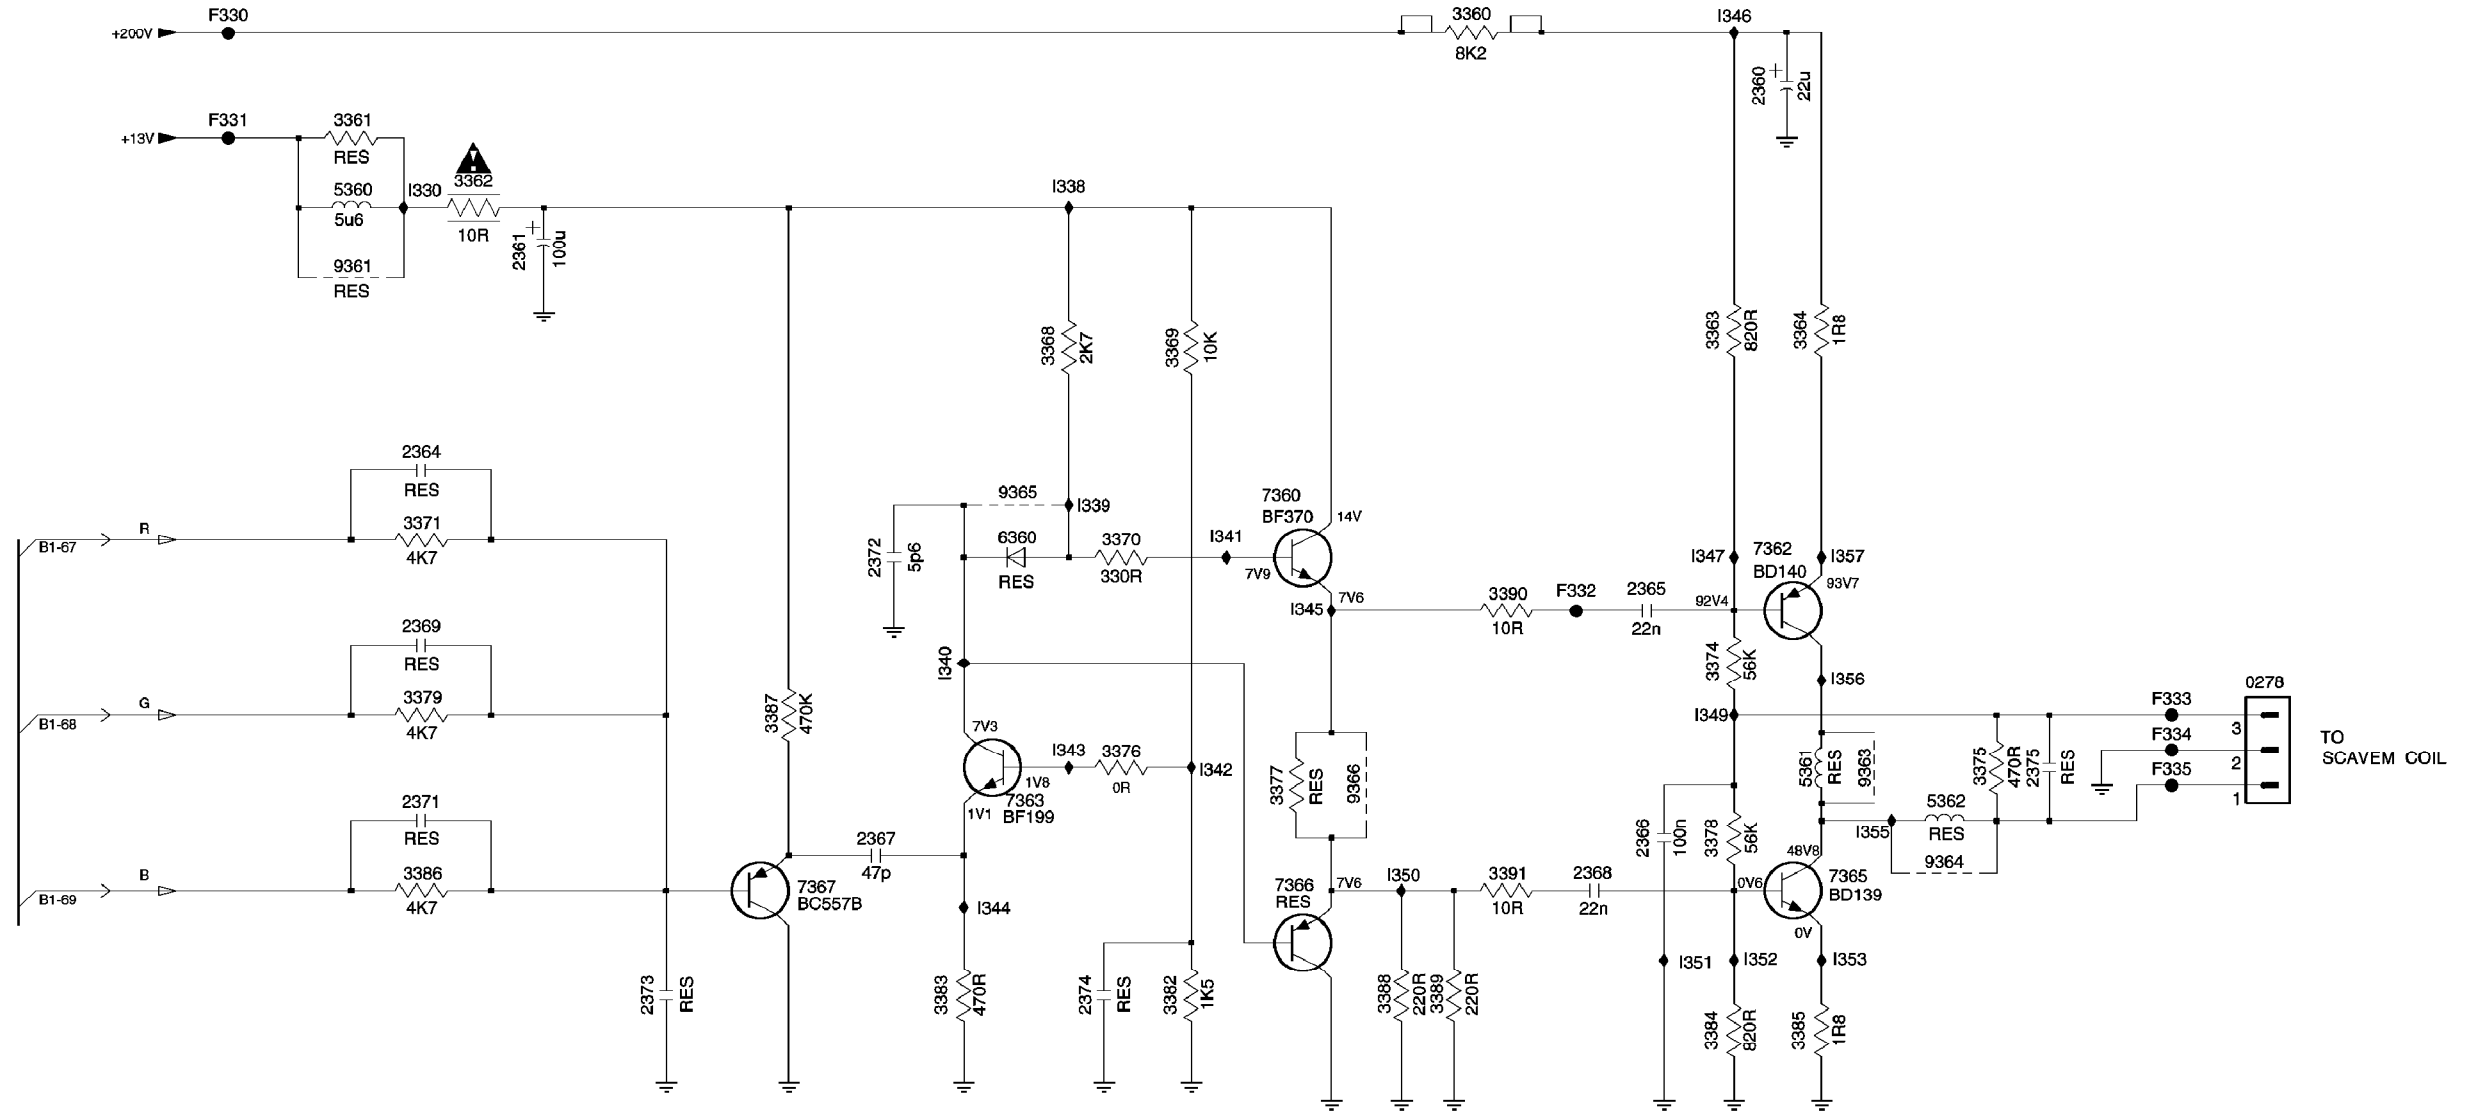 F330
3360
I346
+200V
8K2
2360
22u
F331
3361
+13V
RES
3362
5360
I330
5u6
10R
I338
2361
100u
9361
RES
3368
2K7
3369
10K
3363
820R
3364
1R8
2364
RES
3371
4K7
R
B1-67
9365
I339
7360
BF370
14V
2372
5p6
6360
RES
3370
330R
I341
7V9
7V6
I345
I347
7362
BD140
I357
93V7
3390
10R
F332
2365
22n
92V4
2369
RES
3379
4K7
G
B1-68
I340
3387
470K
3374
56K
I356
0278
7V3
I343
3376
0R
I342
1V8
7363
BF199
1V1
3377
RES
9366
I349
5361
RES
9363
3375
470R
2375
RES
F333
3
F334
2
F335
1
TO
SCAVEM COIL
2371
RES
3386
4K7
B
B1-69
2367
47p
7367
BC557B
2366
100n
3378
56K
I355
5362
RES
9364
48V8
7365
BD139
0V6
0V
7366
RES
7V6
I350
3391
10R
2368
22n
I344
I351
I352
I353
2373
RES
3383
470R
2374
RES
3382
1K5
3388
220R
3389
220R
3384
820R
3385
1R8